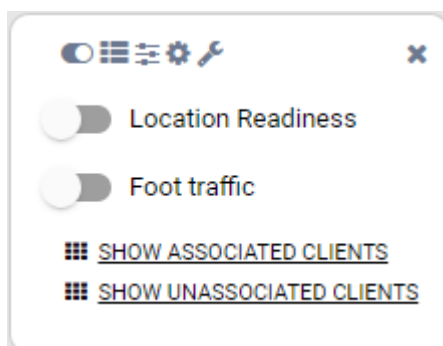 Location Readiness
Foot traffic
SHOW ASSOCIATED CLIENTS
SHOW UNASSOCIATED CLIENTS